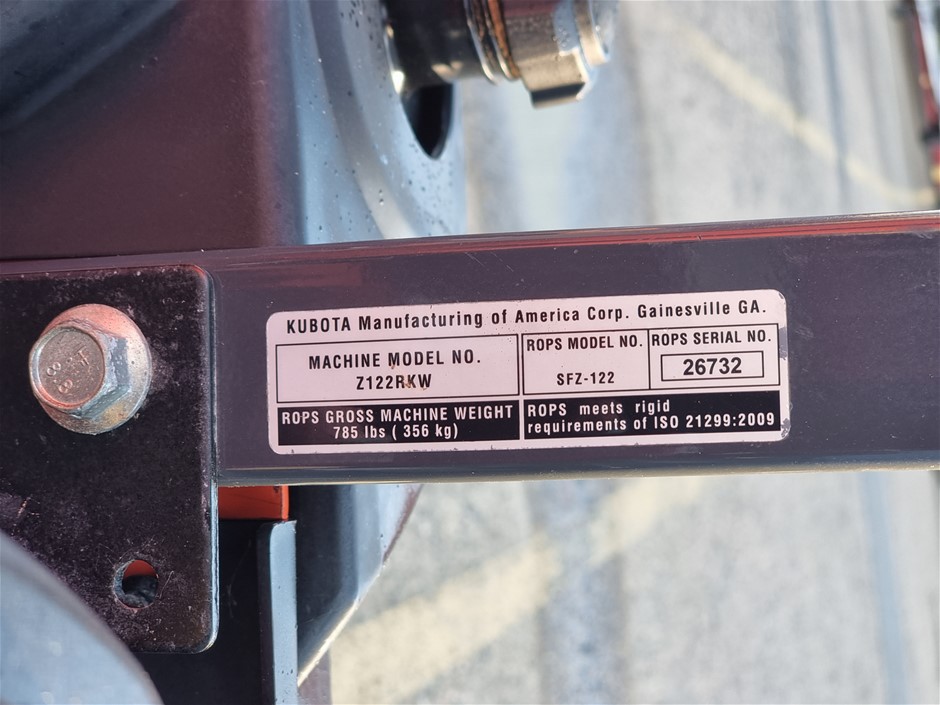 KUBOTA Manufacturing of America Corp. Gainesville GA.
MACHINE MODEL NO.
Z122RKW
ROPS MODEL NO.
SFZ-122
ROPS SERIAL NO.
26732
ROPS GROSS MACHINE WEIGHT
785 lbs ( 356 kg)
ROPS meets rigid
requirements of ISO 21299:2009